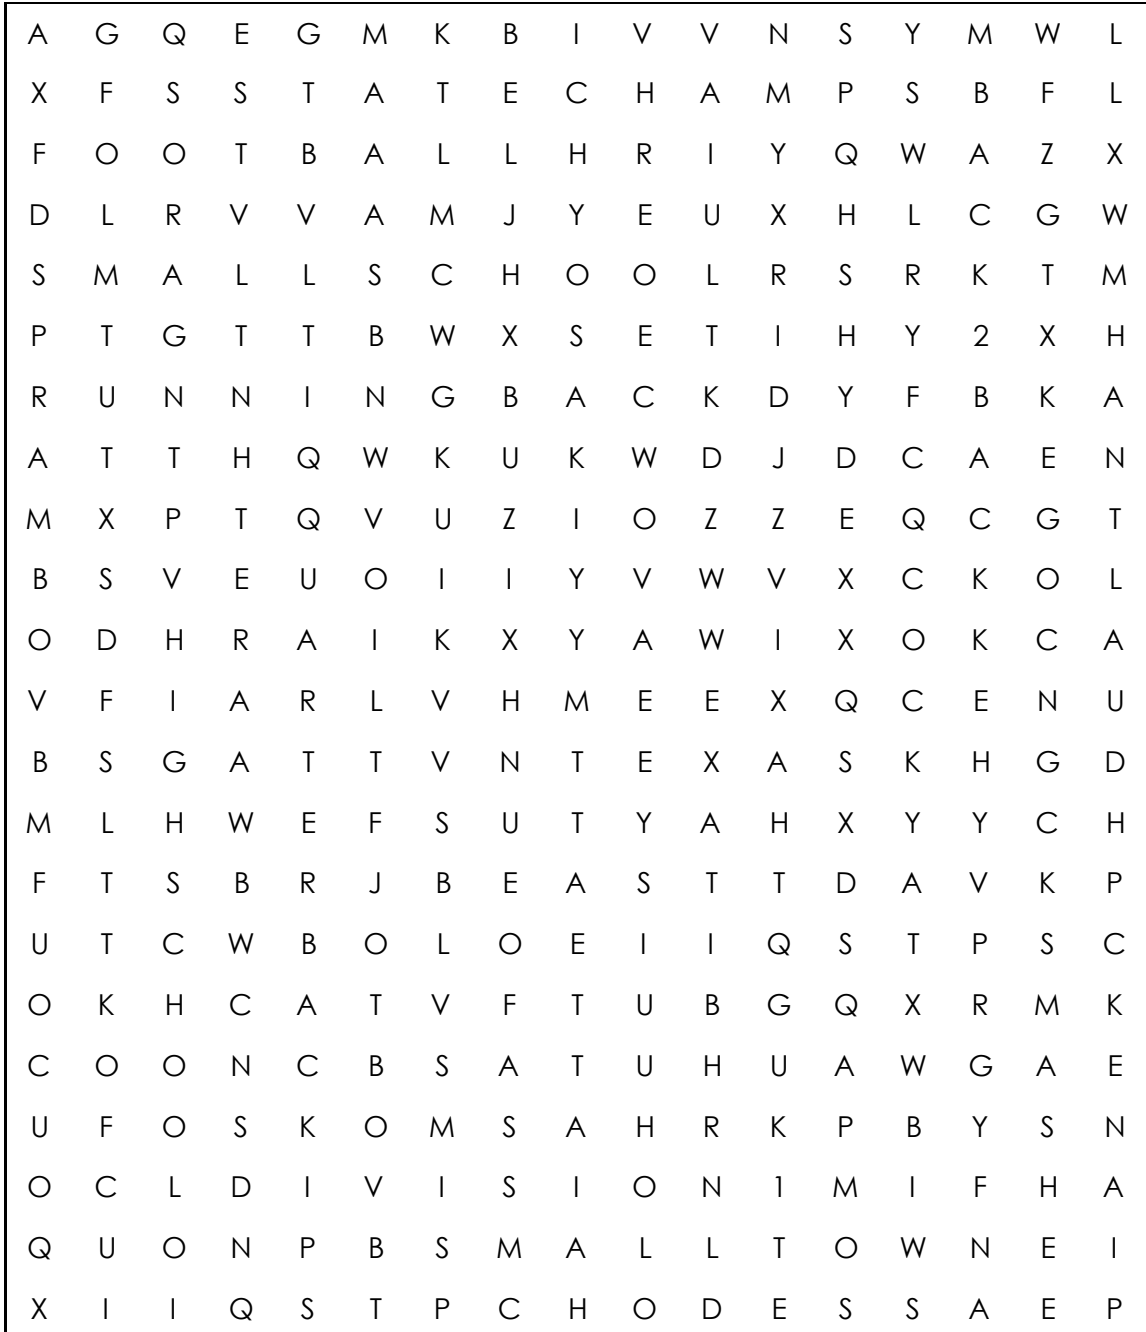 A G Q E G M K B I V V N S Y M W L
X F S S T A T E C H A M P S B F L
F O O T B A L L H R I Y Q W A Z X
D L R V V A M J Y E U X H L C G W
S M A L L S C H O O L R S R K T M
P T G T T B W X S E T I H Y 2 X H
R U N N I N G B A C K D Y F B K A
A T T H Q W K U K W D J D C A E N
M X P T Q V U Z I O Z Z E Q C G T
B S V E U O I I Y V W V X C K O L
O D H R A I K X Y A W I X O K C A
V F I A R L V H M E E X Q C E N U
B S G A T T V N T E X A S K H G D
M L H W E F S U T Y A H X Y Y C H
F T S B R J B E A S T T D A V K P
U T C W B O L O E I I Q S T P S C
O K H C A T V F T U B G Q X R M K
C O O N C B S A T U H U A W G A E
U F O S K O M S A H R K P B Y S N
O C L D I V I S I O N 1 M I F H A
Q U O N P B S M A L L T O W N E I
X I I Q S T P C H O D E S S A E P